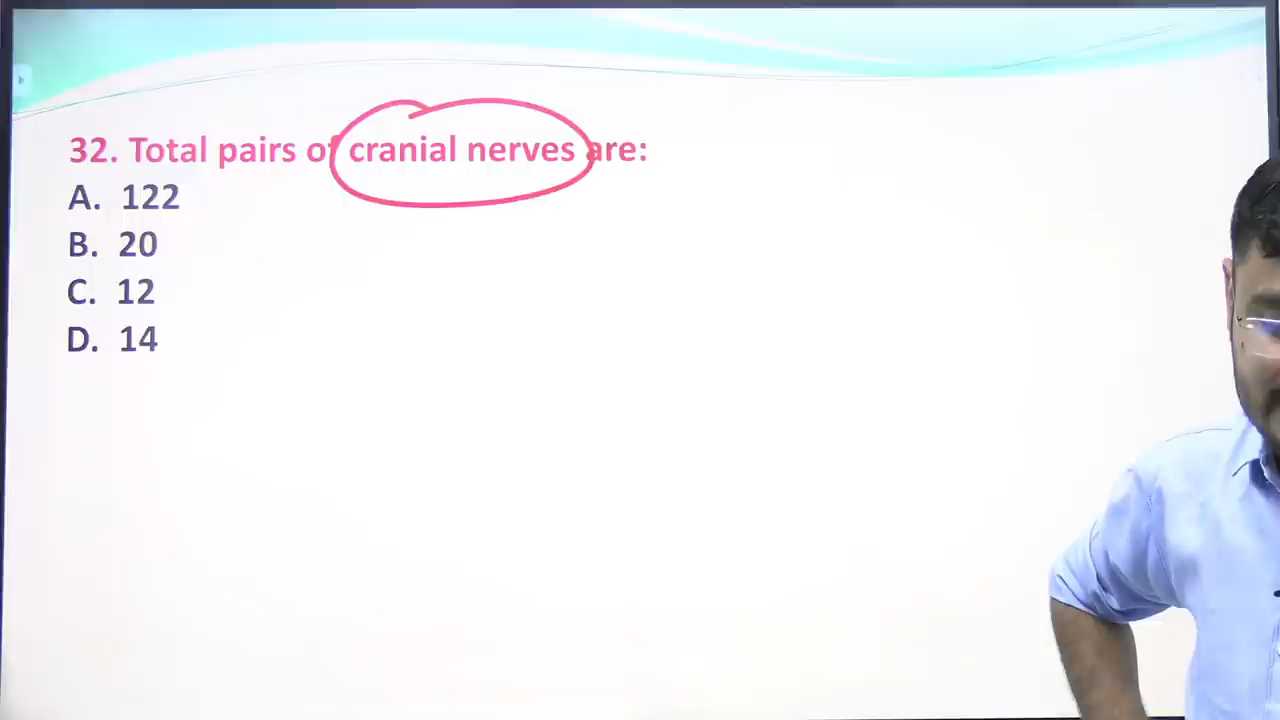 32. Total pairs of cranial nerves are:
A. 122
B. 20
C. 12
D. 14